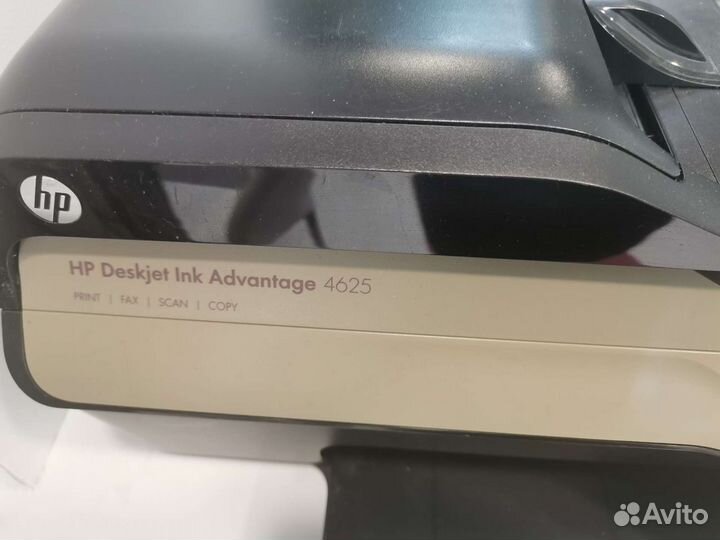 hp
HP Deskjet Ink Advantage 4625
PRINT | FAX | SCAN | COPY
Avito